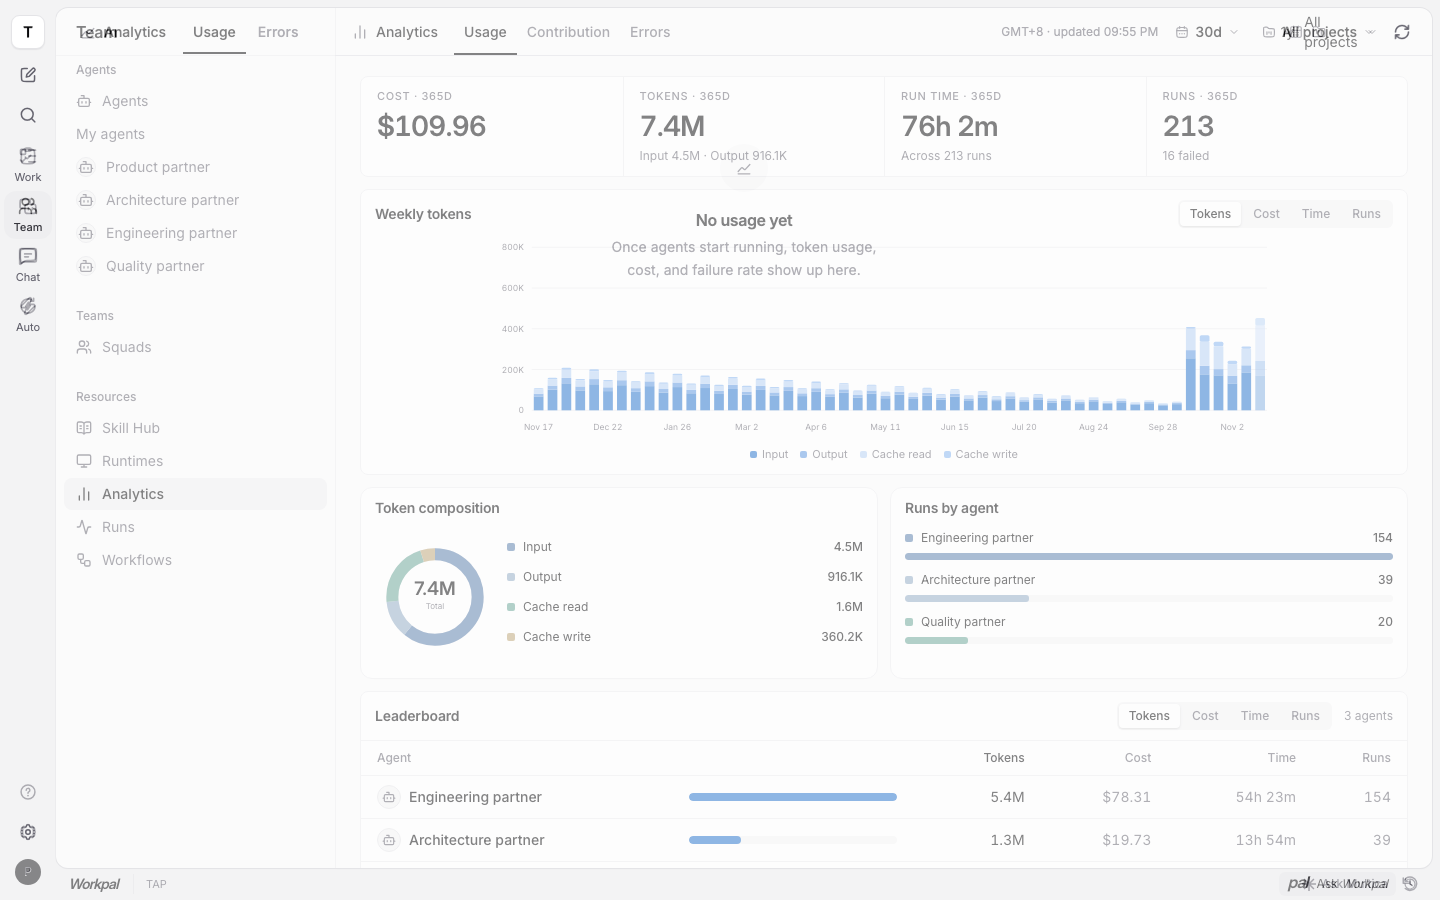 T
Team
Analytics
Usage
Errors
Analytics
Usage
Contribution
Errors
GMT+8 · updated 09:55 PM
30d
All projects
All projects
Work
Team
Chat
Auto
Agents
Agents
My agents
Product partner
Architecture partner
Engineering partner
Quality partner
Teams
Squads
Resources
Skill Hub
Runtimes
Analytics
Runs
Workflows
COST · 365D
$109.96
TOKENS · 365D
7.4M
Input 4.5M · Output 916.1K
RUN TIME · 365D
76h 2m
Across 213 runs
RUNS · 365D
213
16 failed
Weekly tokens
No usage yet
Once agents start running, token usage,
cost, and failure rate show up here.
Tokens
Cost
Time
Runs
800K
600K
400K
200K
0
Nov 17
Dec 22
Jan 26
Mar 2
Apr 6
May 11
Jun 15
Jul 20
Aug 24
Sep 28
Nov 2
Input
Output
Cache read
Cache write
Token composition
7.4M
Total
Input 4.5M
Output 916.1K
Cache read 1.6M
Cache write 360.2K
Runs by agent
Engineering partner 154
Architecture partner 39
Quality partner 20
Leaderboard
Tokens
Cost
Time
Runs
3 agents
Agent Tokens Cost Time Runs
Engineering partner 5.4M $78.31 54h 23m 154
Architecture partner 1.3M $19.73 13h 54m 39
P
Workpal
TAP
Ask Workpal